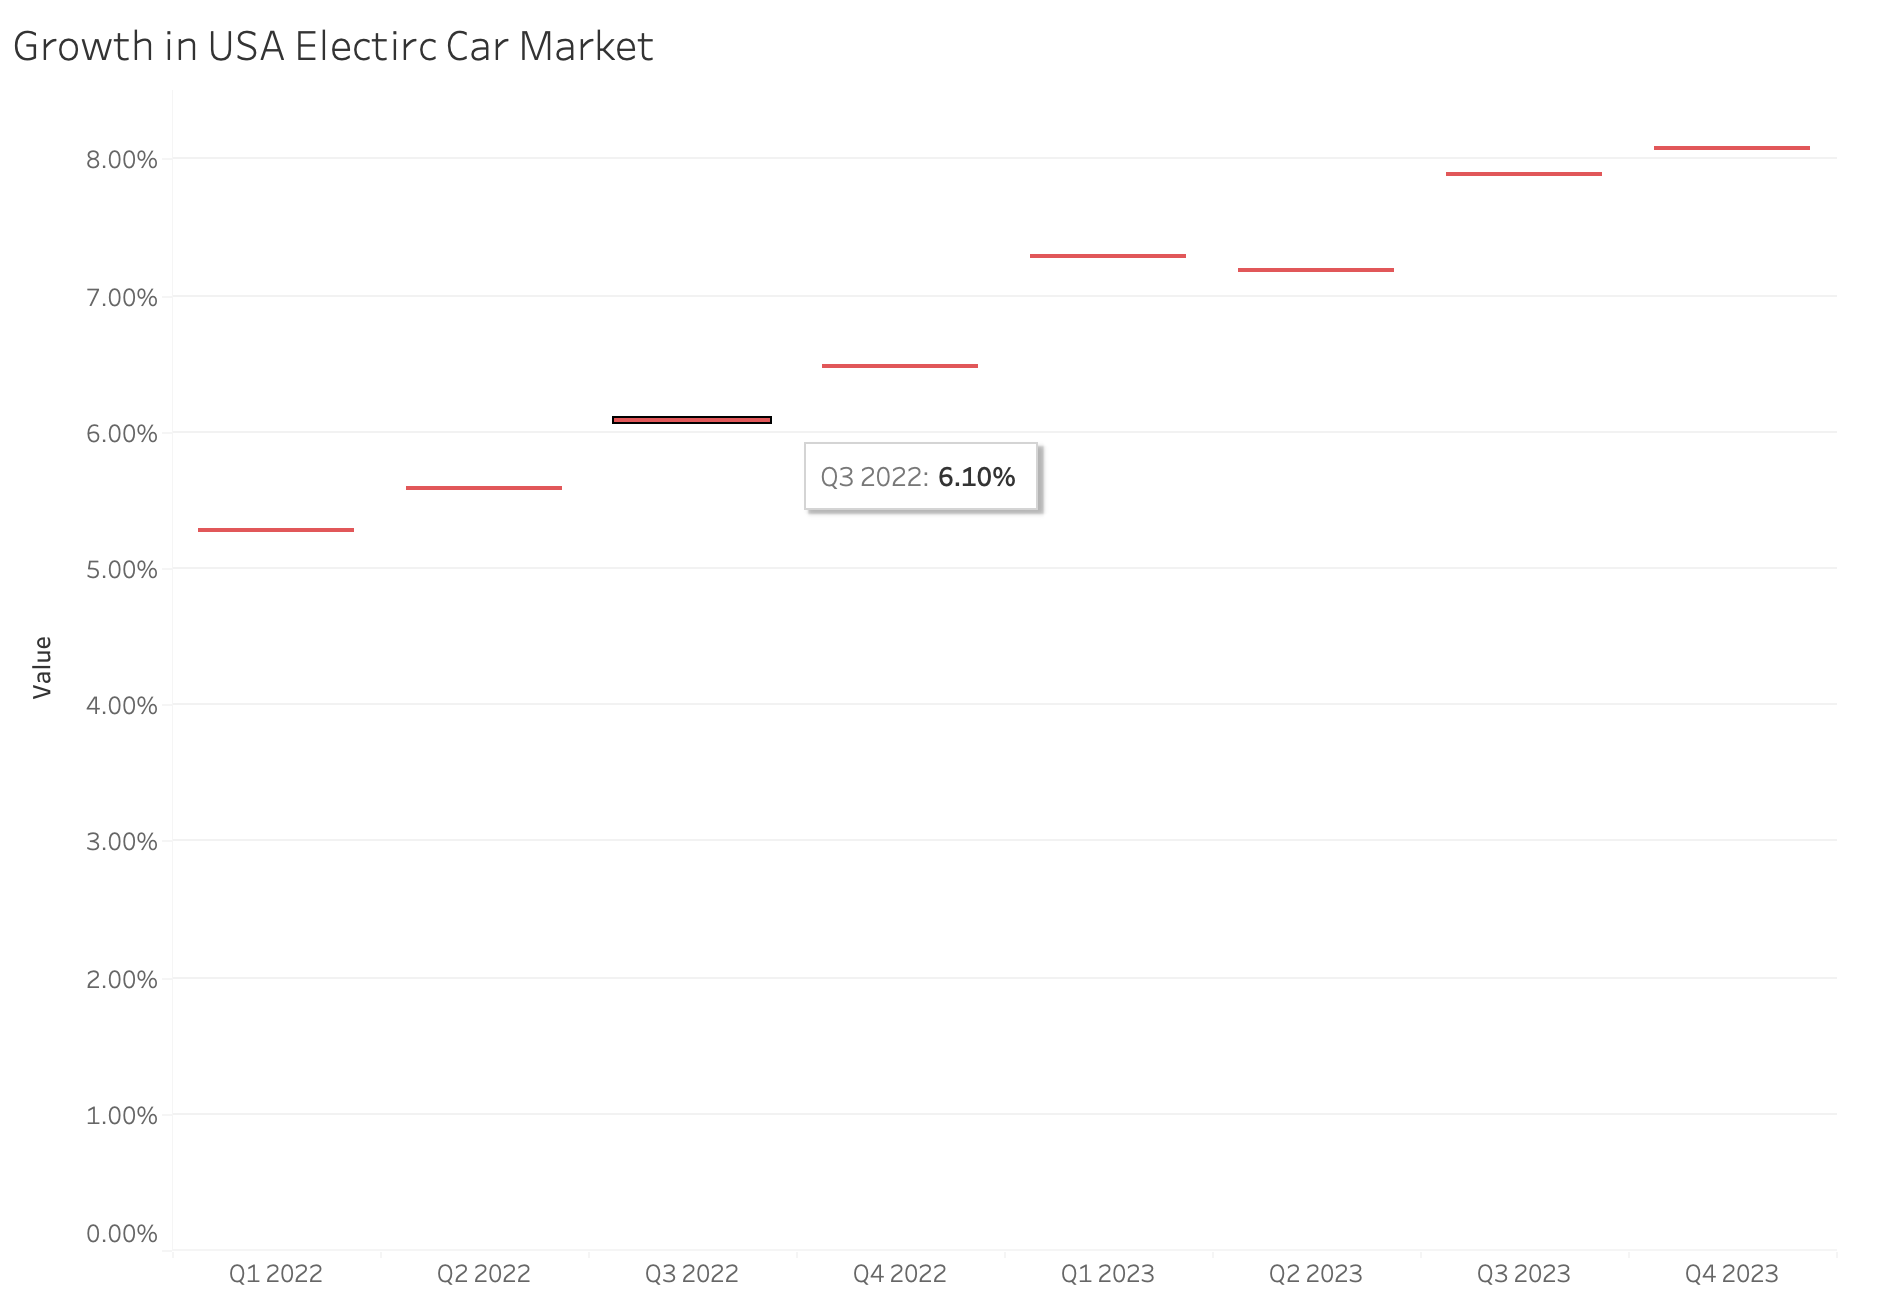 Growth in USA Electirc Car Market
8.00%
7.00%
6.00%
5.00%
4.00%
3.00%
2.00%
1.00%
0.00%
Value
Q3 2022: 6.10%
Q1 2022 Q2 2022 Q3 2022 Q4 2022 Q1 2023 Q2 2023 Q3 2023 Q4 2023